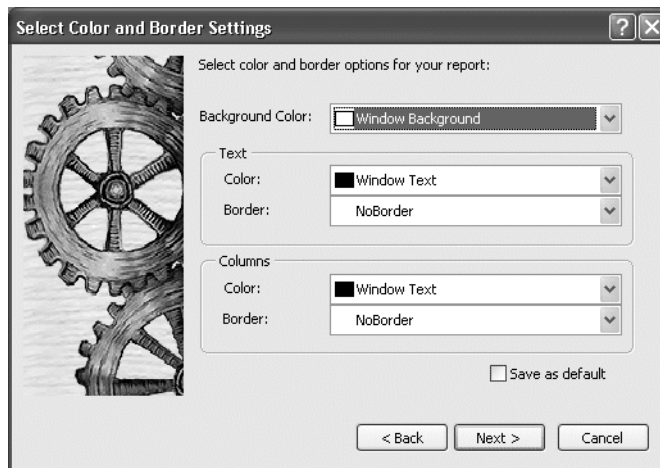 Select Color and Border Settings
Select color and border options for your report:
Background Color: Window Background
Text
Color: Window Text
Border: NoBorder
Columns
Color: Window Text
Border: NoBorder
Save as default
< Back Next > Cancel